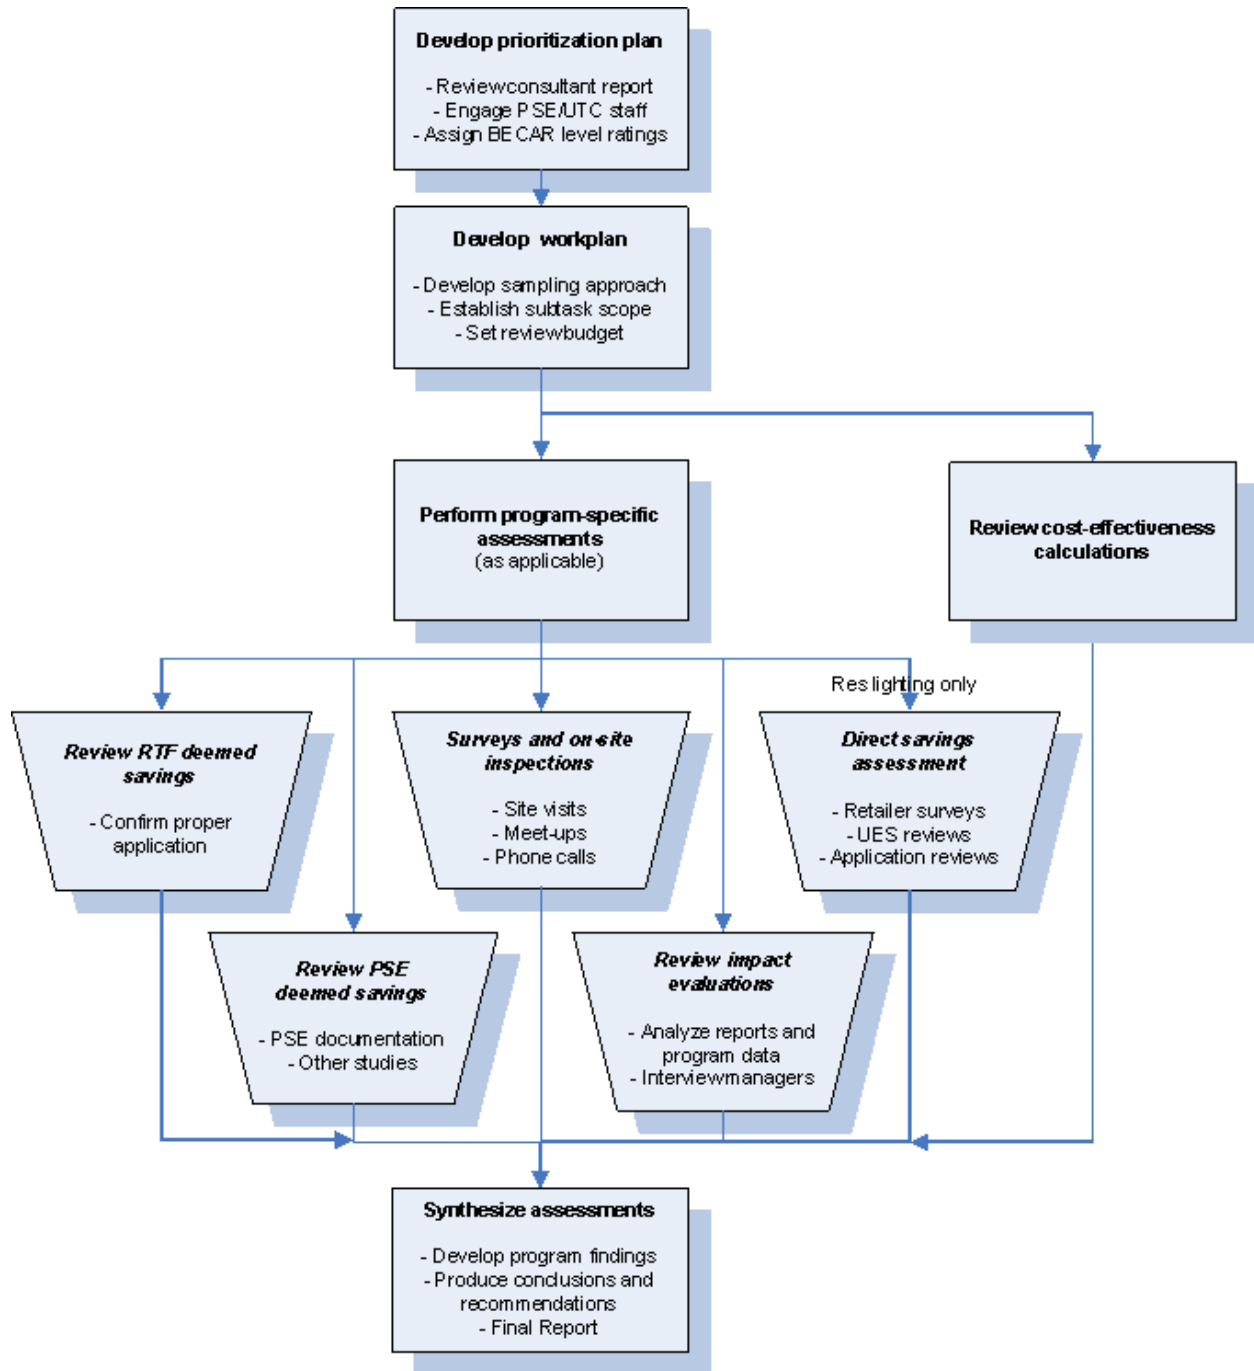 Develop prioritization plan
- Review consultant report
- Engage PSE/UTC staff
- Assign BECAR level ratings
Develop workplan
- Develop sampling approach
- Establish subtask scope
- Set review budget
Perform program-specific
assessments
(as applicable)
Review cost-effectiveness
calculations
Res lighting only
Review RTF deemed
savings
- Confirm proper
application
Surveys and on-site
inspections
- Site visits
- Meet-ups
- Phone calls
Direct savings
assessment
- Retailer surveys
- UES reviews
- Application reviews
Review PSE
deemed savings
- PSE documentation
- Other studies
Review impact
evaluations
- Analyze reports and
program data
- Interview managers
Synthesize assessments
- Develop program findings
- Produce conclusions and
recommendations
- Final Report